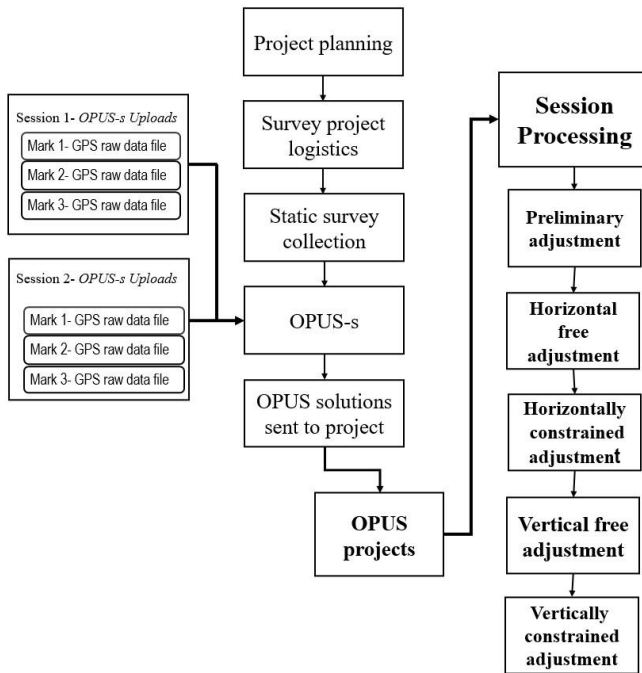 Project planning
Survey project
logistics
Static survey
collection
Session 1- OPUS-s Uploads
Mark 1- GPS raw data file
Mark 2- GPS raw data file
Mark 3- GPS raw data file
Session 2- OPUS-s Uploads
Mark 1- GPS raw data file
Mark 2- GPS raw data file
Mark 3- GPS raw data file
OPUS-s
OPUS solutions
sent to project
OPUS
projects
Session
Processing
Preliminary
adjustment
Horizontal
free
adjustment
Horizontally
constrained
adjustment
Vertical free
adjustment
Vertically
constrained
adjustment